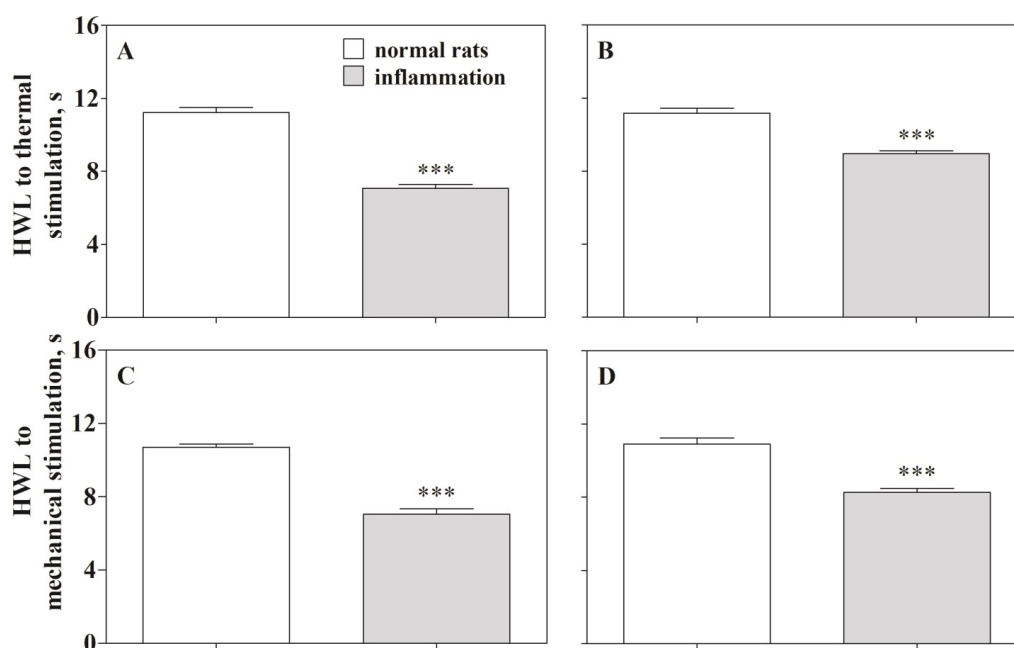 HWL to thermal
stimulation, s
16
12
8
4
0
A
normal rats
inflammation
***
B
***
HWL to
mechanical stimulation, s
16
12
8
4
0
C
***
D
***